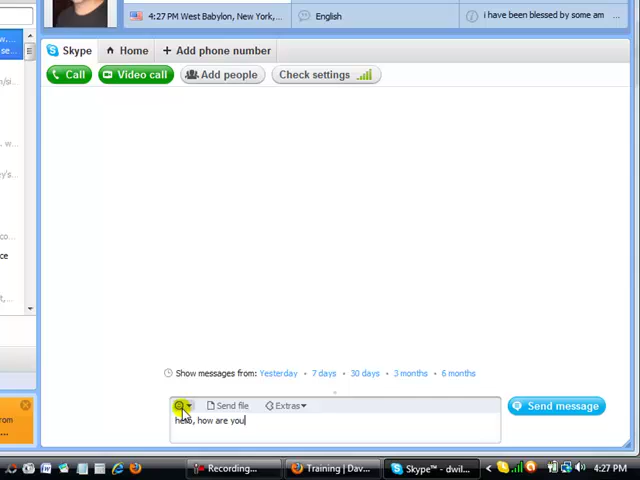 4:27 PM West Babylon, New York,...
English
i have been blessed by some am ...
Skype
Home
+ Add phone number
Call
Video call
Add people
Check settings
Show messages from: Yesterday • 7 days • 30 days • 3 months • 6 months
Send file
Extras
Send message
hello, how are you
Recording...
Training | Dav...
Skype™ - dwil...
4:27 PM